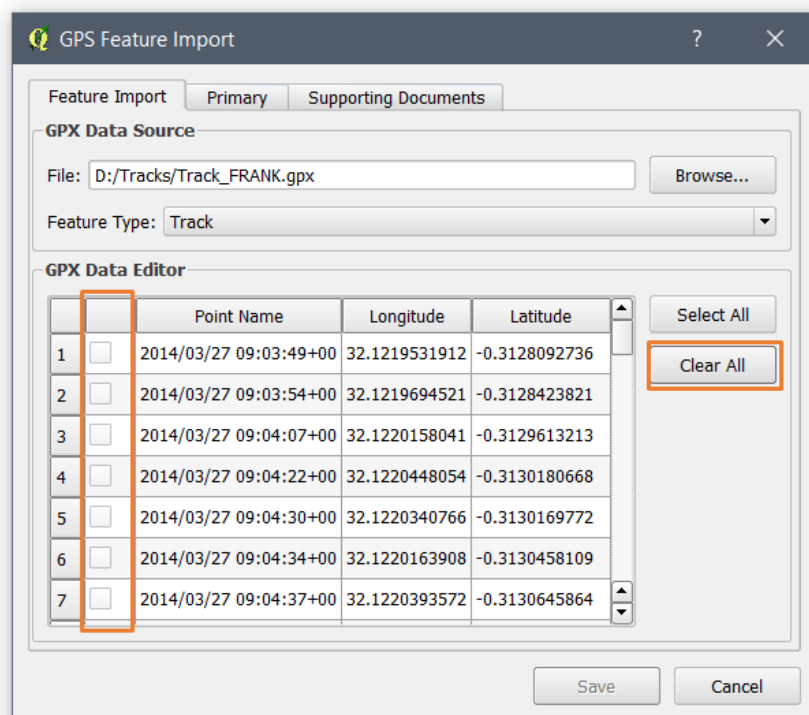 GPS Feature Import ?
Feature Import Primary Supporting Documents
GPX Data Source
File: D:/Tracks/Track_FRANK.gpx Browse...
Feature Type: Track
GPX Data Editor
Point Name Longitude Latitude Select All
Clear All
1 2014/03/27 09:03:49+00 32.1219531912 -0.3128092736
2 2014/03/27 09:03:54+00 32.1219694521 -0.3128423821
3 2014/03/27 09:04:07+00 32.1220158041 -0.3129613213
4 2014/03/27 09:04:22+00 32.1220448054 -0.3130180668
5 2014/03/27 09:04:30+00 32.1220340766 -0.3130169772
6 2014/03/27 09:04:34+00 32.1220163908 -0.3130458109
7 2014/03/27 09:04:37+00 32.1220393572 -0.3130645864
Save Cancel